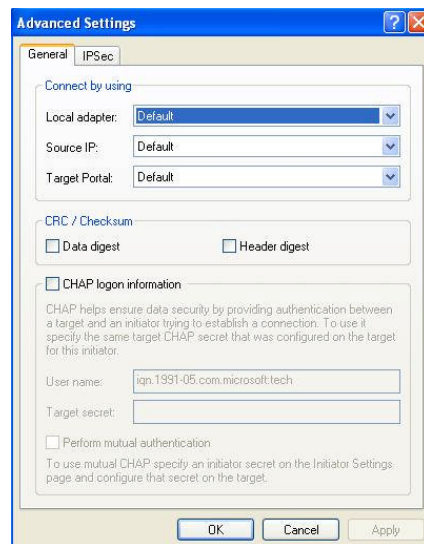 Advanced Settings
General IPSec
Connect by using
Local adapter: Default
Source IP: Default
Target Portal: Default
CRC / Checksum
Data digest Header digest
CHAP logon information
CHAP helps ensure data security by providing authentication between
a target and an initiator trying to establish a connection. To use it
specify the same target CHAP secret that was configured on the target
for this initiator.
User name: iqn.1991-05.com.microsoft:tech
Target secret:
Perform mutual authentication
To use mutual CHAP specify an initiator secret on the Initiator Settings
page and configure that secret on the target.
OK Cancel Apply